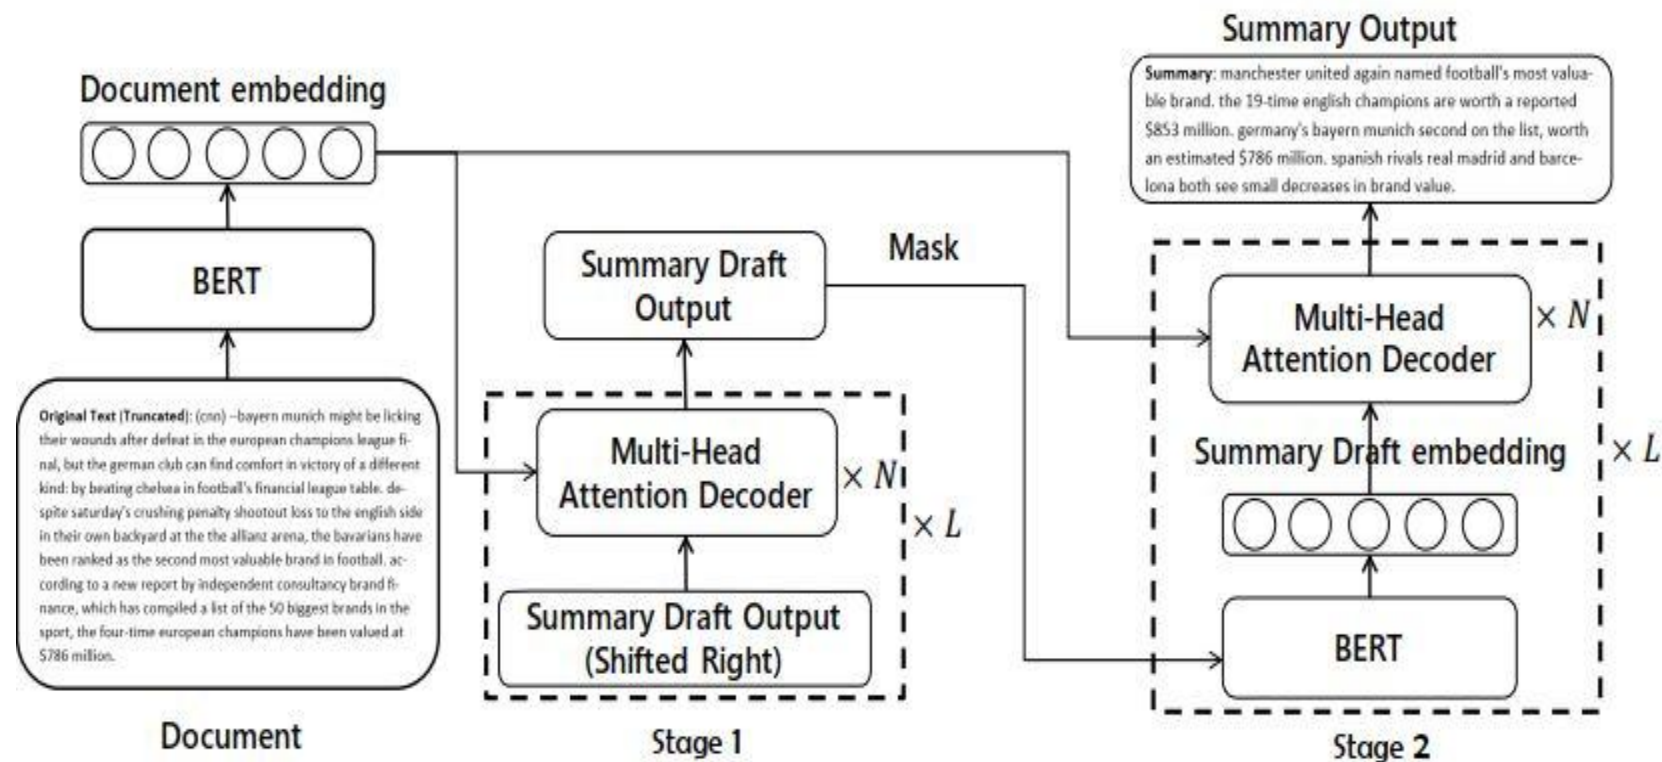 Document embedding
BERT
Original Text (Truncated): (cnn) –bayern munich might be licking
their wounds after defeat in the european champions league fi-
nal, but the german club can find comfort in victory of a different
kind: by beating chelsea in football's financial league table. de-
spite saturday's crushing penalty shootout loss to the english side
in their own backyard at the the allianz arena, the bavarians have
been ranked as the second most valuable brand in football. ac-
cording to a new report by independent consultancy brand fi-
nance, which has compiled a list of the 50 biggest brands in the
sport, the four-time european champions have been valued at
$786 million.
Document
Summary Draft
Output
Mask
Multi-Head
Attention Decoder
× N
× L
Summary Draft Output
(Shifted Right)
Stage 1
Summary Output
Summary: manchester united again named football's most valua-
ble brand. the 19-time english champions are worth a reported
$853 million. germany's bayern munich second on the list, worth
an estimated $786 million. spanish rivals real madrid and barce-
lona both see small decreases in brand value.
Multi-Head
Attention Decoder
× N
Summary Draft embedding
× L
BERT
Stage 2